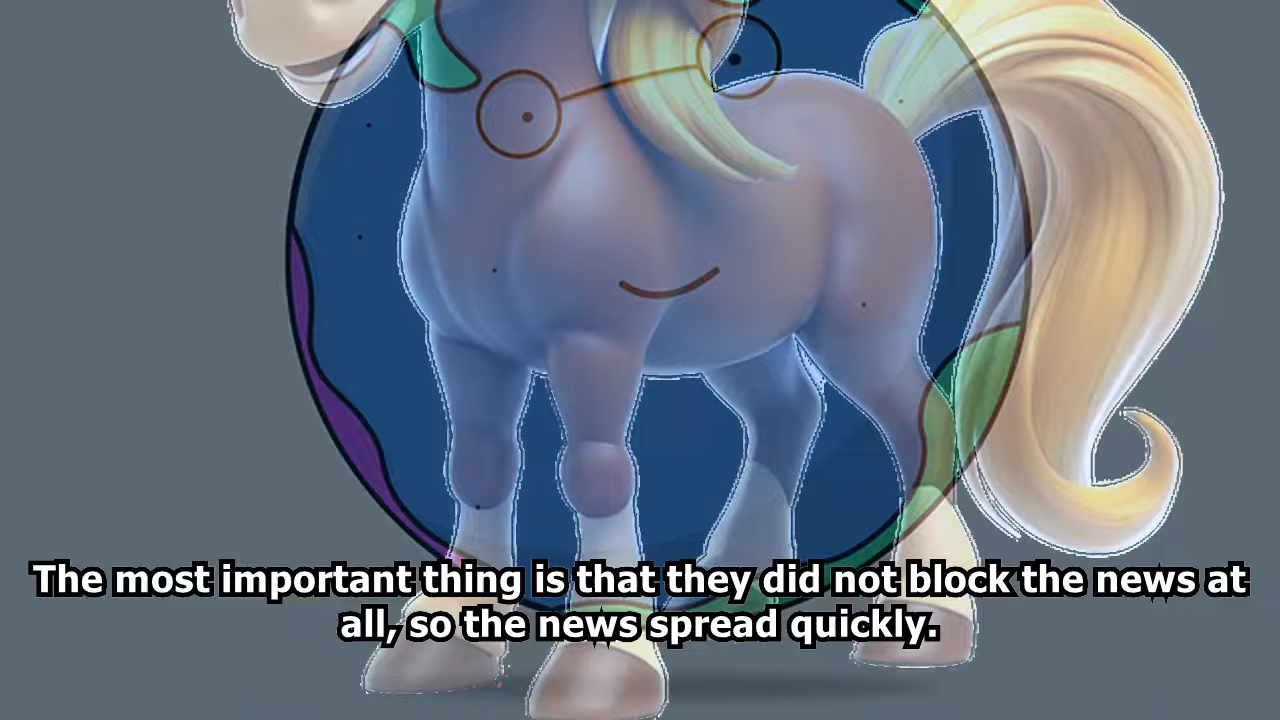 The most important thing is that they did not block the news at
all, so the news spread quickly.